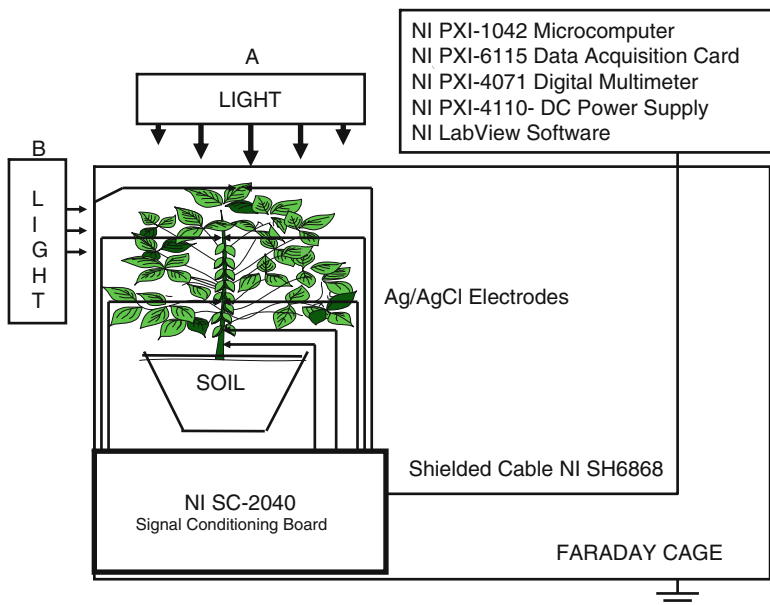 A
LIGHT
NI PXI-1042 Microcomputer
NI PXI-6115 Data Acquisition Card
NI PXI-4071 Digital Multimeter
NI PXI-4110- DC Power Supply
NI LabView Software
B
L
I
G
H
T
Ag/AgCl Electrodes
SOIL
Shielded Cable NI SH6868
NI SC-2040
Signal Conditioning Board
FARADAY CAGE